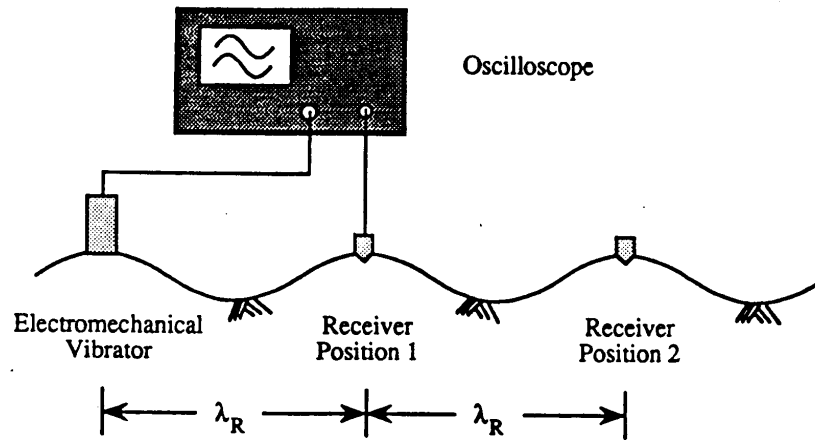 Oscilloscope
Electromechanical
Vibrator
Receiver
Position 1
Receiver
Position 2
λR
λR